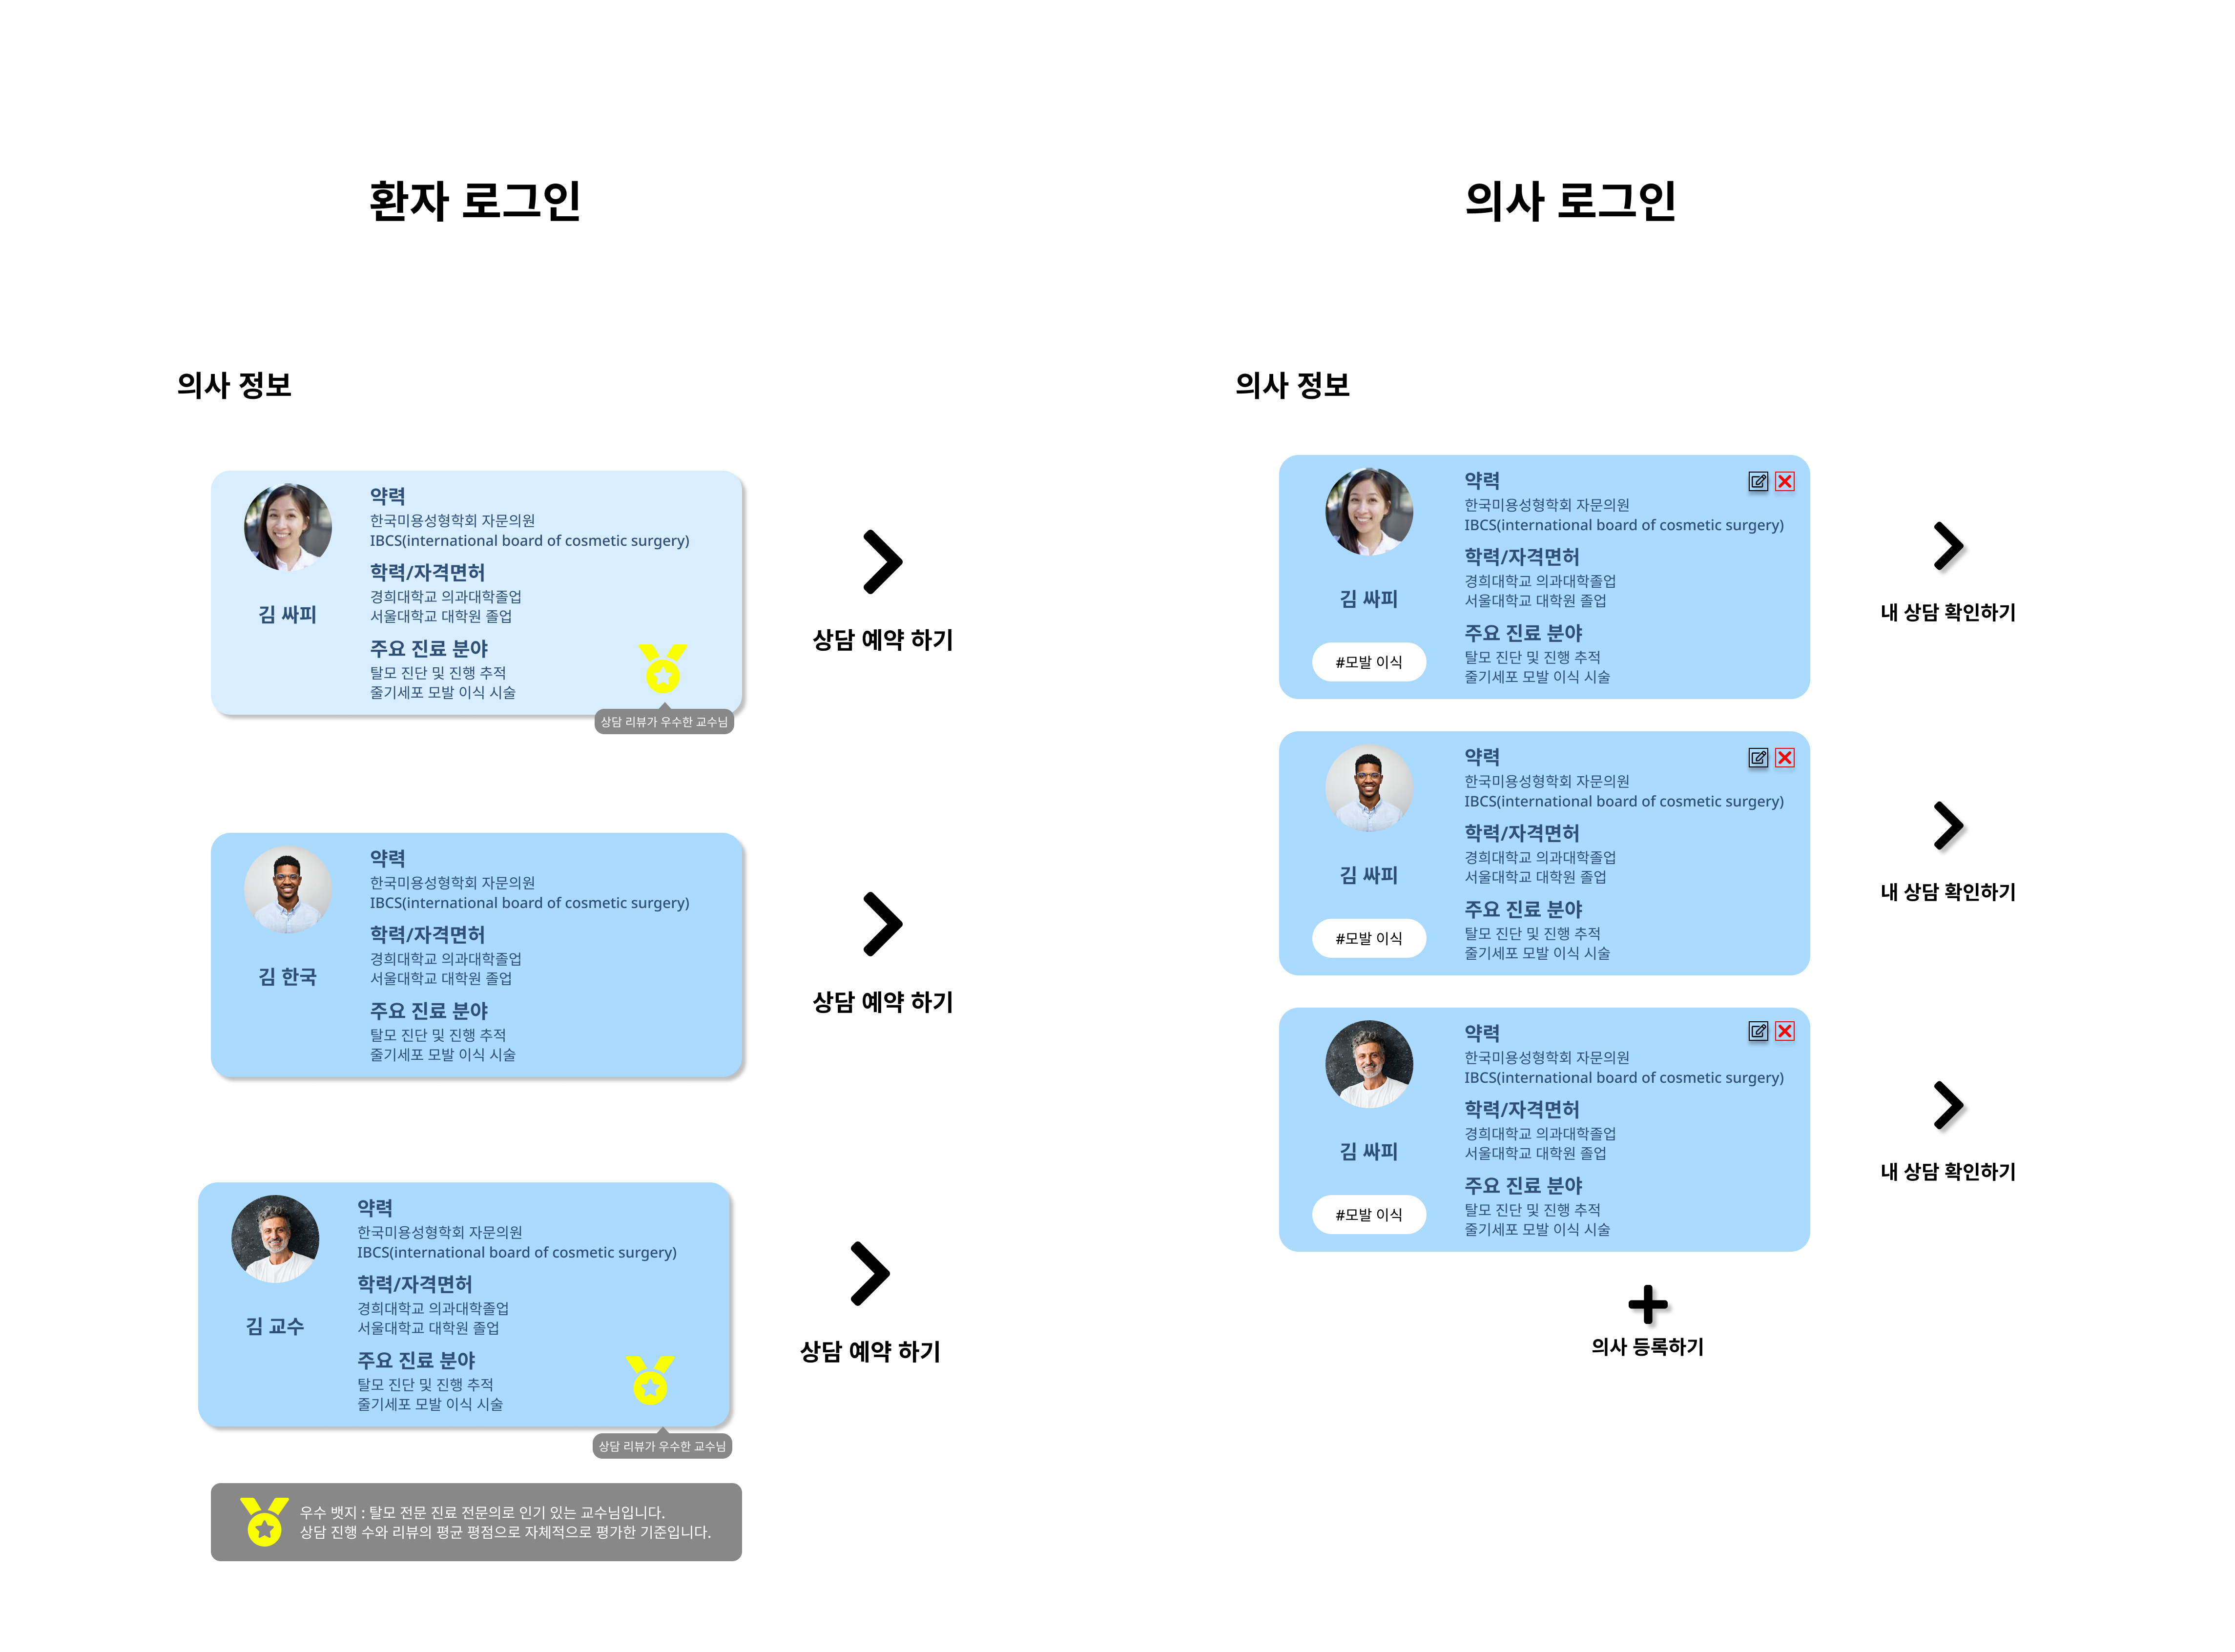 환자 로그인
의사 정보
약력
한국미용성형학회 자문의원
IBCS(international board of cosmetic surgery)
학력/자격면허
경희대학교 의과대학졸업
서울대학교 대학원 졸업
김 싸피
주요 진료 분야
탈모 진단 및 진행 추적
줄기세포 모발 이식 시술
상담 리뷰가 우수한 교수님
상담 예약 하기
약력
한국미용성형학회 자문의원
IBCS(international board of cosmetic surgery)
학력/자격면허
경희대학교 의과대학졸업
서울대학교 대학원 졸업
김 한국
주요 진료 분야
탈모 진단 및 진행 추적
줄기세포 모발 이식 시술
상담 예약 하기
약력
한국미용성형학회 자문의원
IBCS(international board of cosmetic surgery)
학력/자격면허
경희대학교 의과대학졸업
서울대학교 대학원 졸업
김 교수
주요 진료 분야
탈모 진단 및 진행 추적
줄기세포 모발 이식 시술
상담 리뷰가 우수한 교수님
상담 예약 하기
우수 뱃지 : 탈모 전문 진료 전문의로 인기 있는 교수님입니다.
상담 진행 수와 리뷰의 평균 평점으로 자체적으로 평가한 기준입니다.
의사 로그인
의사 정보
약력
한국미용성형학회 자문의원
IBCS(international board of cosmetic surgery)
학력/자격면허
경희대학교 의과대학졸업
서울대학교 대학원 졸업
김 싸피
주요 진료 분야
탈모 진단 및 진행 추적
줄기세포 모발 이식 시술
#모발 이식
내 상담 확인하기
약력
한국미용성형학회 자문의원
IBCS(international board of cosmetic surgery)
학력/자격면허
경희대학교 의과대학졸업
서울대학교 대학원 졸업
김 싸피
주요 진료 분야
탈모 진단 및 진행 추적
줄기세포 모발 이식 시술
#모발 이식
내 상담 확인하기
약력
한국미용성형학회 자문의원
IBCS(international board of cosmetic surgery)
학력/자격면허
경희대학교 의과대학졸업
서울대학교 대학원 졸업
김 싸피
주요 진료 분야
탈모 진단 및 진행 추적
줄기세포 모발 이식 시술
#모발 이식
내 상담 확인하기
의사 등록하기